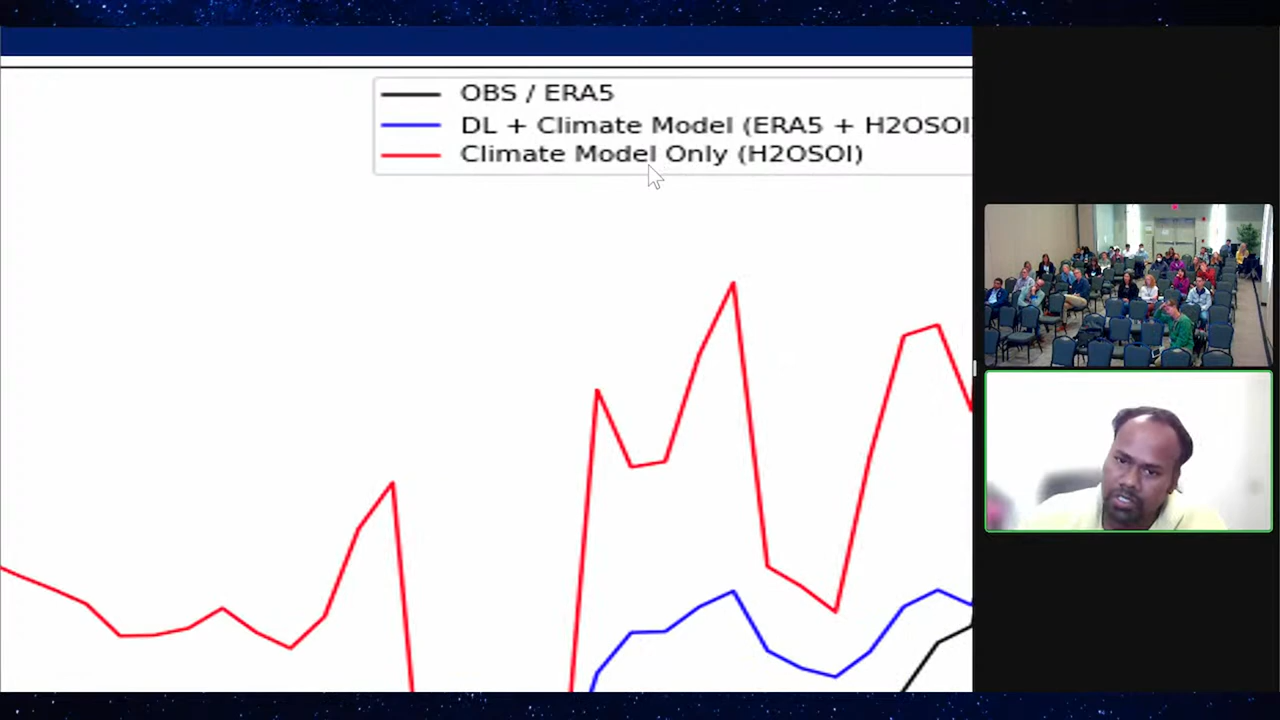 OBS / ERA5
DL + Climate Model (ERA5 + H2OSOI)
Climate Model Only (H2OSOI)